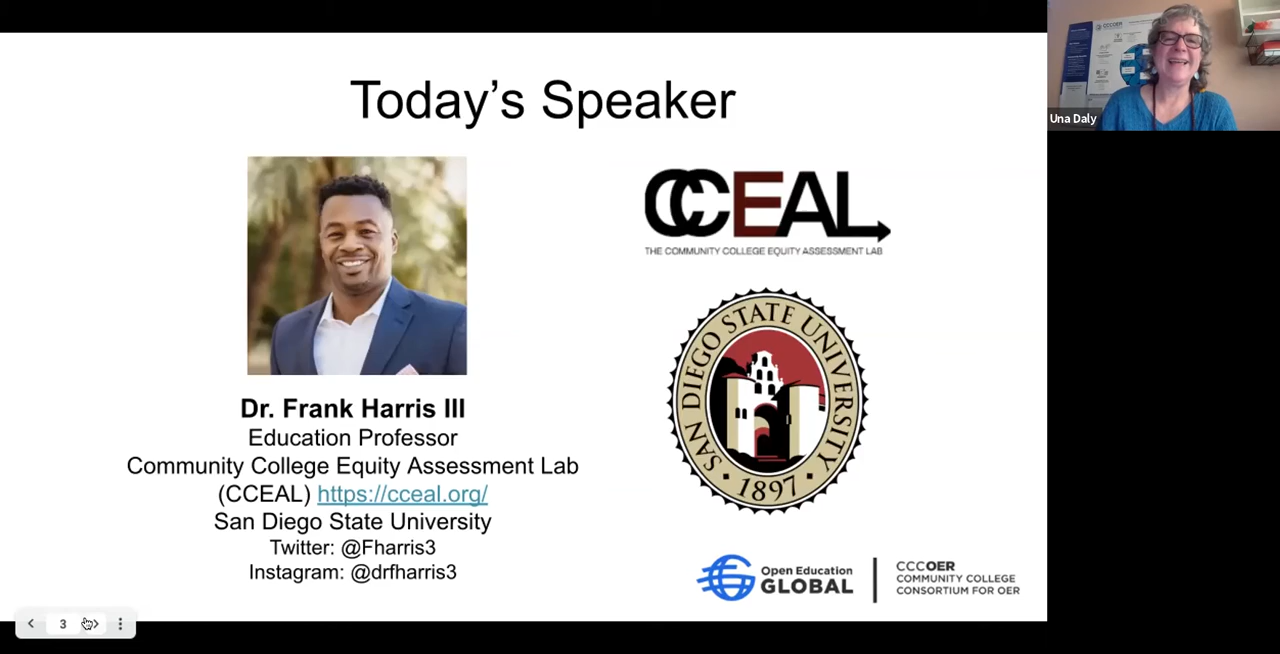 Today's Speaker
Una Daly
CCEAL
THE COMMUNITY COLLEGE EQUITY ASSESSMENT LAB
SAN DIEGO STATE UNIVERSITY
1897
Dr. Frank Harris III
Education Professor
Community College Equity Assessment Lab
(CCEAL) https://cceal.org/
San Diego State University
Twitter: @Fharris3
Instagram: @drfharris3
Open Education
GLOBAL
CCCOER
COMMUNITY COLLEGE
CONSORTIUM FOR OER
3